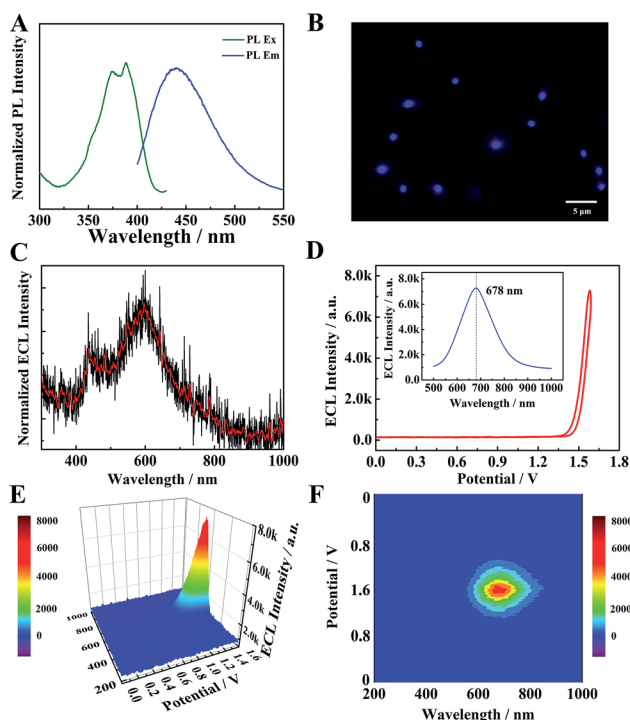 A
PL Ex
PL Em
Normalized PL Intensity
300 350 400 450 500 550
Wavelength / nm
B
5 μm
C
Normalized ECL Intensity
400 600 800 1000
Wavelength / nm
D
ECL Intensity / a.u.
8.0k
6.0k
4.0k
2.0k
0.0
0.0 0.3 0.6 0.9 1.2 1.5 1.8
Potential / V
ECL Intensity / a.u.
8.0k
6.0k
4.0k
2.0k
0.0
678 nm
500 600 700 800 900 1000
Wavelength / nm
E
8000
6000
4000
2000
0
1000
800
600
400
200
0.0 0.2 0.4 0.6 0.8 1.0 1.2 1.4 1.6
Potential / V
8.0k
6.0k
4.0k
2.0k
ECL Intensity / a.u.
F
Potential / V
0
0.8
1.6
0.8
0
200 400 600 800 1000
Wavelength / nm
8000
6000
4000
2000
0